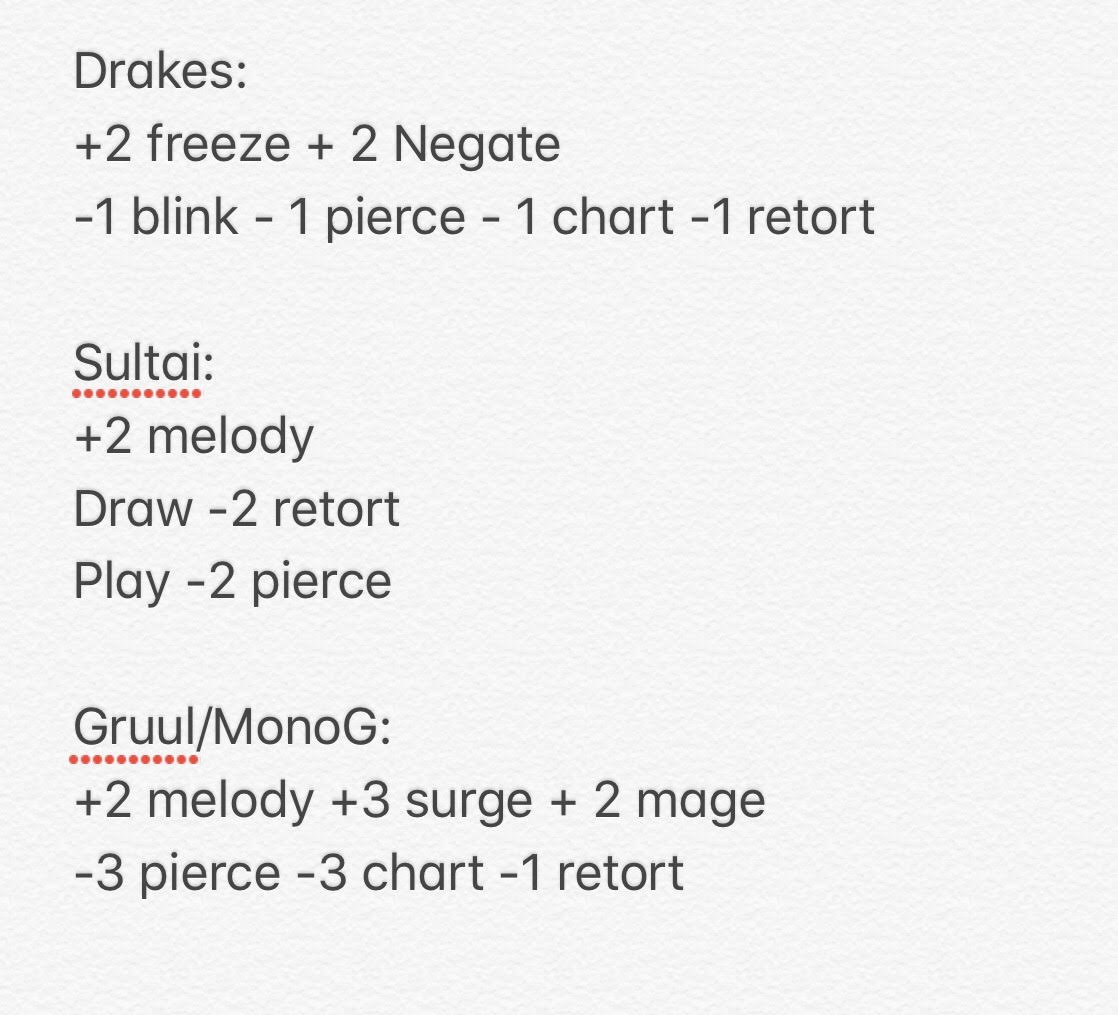 Drakes:
+2 freeze + 2 Negate
-1 blink - 1 pierce - 1 chart -1 retort
Sultai:
+2 melody
Draw -2 retort
Play -2 pierce
Gruul/MonoG:
+2 melody +3 surge + 2 mage
-3 pierce -3 chart -1 retort